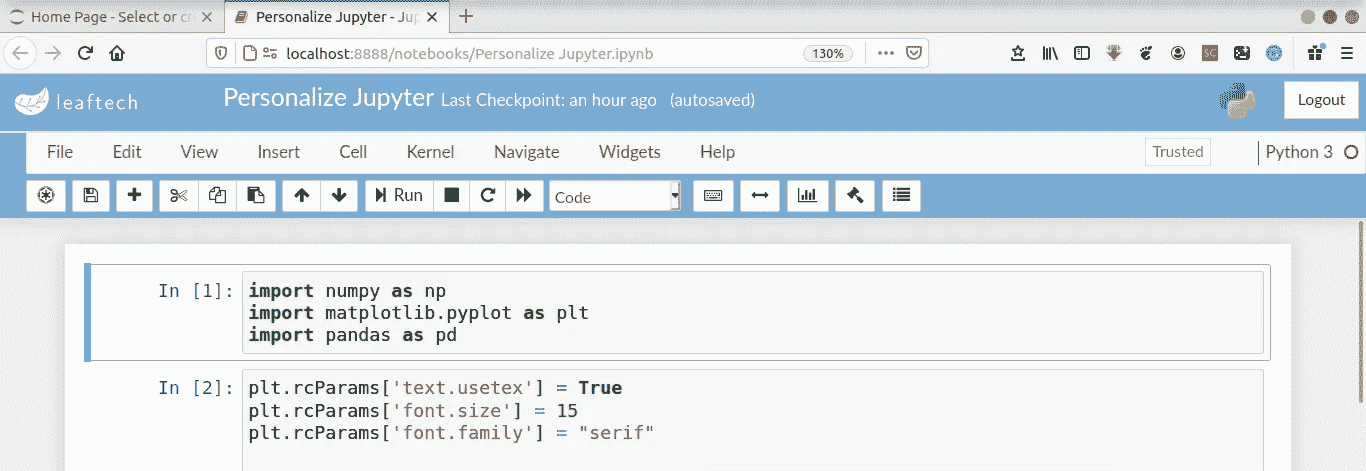 Home Page - Select or cr
Personalize Jupyter - Jup
localhost:8888/notebooks/Personalize Jupyter.ipynb
130%
SC
leaftech
Personalize Jupyter Last Checkpoint: an hour ago (autosaved)
Logout
File Edit View Insert Cell Kernel Navigate Widgets Help
Trusted
Python 3
Run
Code
In [1]:
import numpy as np
import matplotlib.pyplot as plt
import pandas as pd
In [2]:
plt.rcParams['text.usetex'] = True
plt.rcParams['font.size'] = 15
plt.rcParams['font.family'] = "serif"